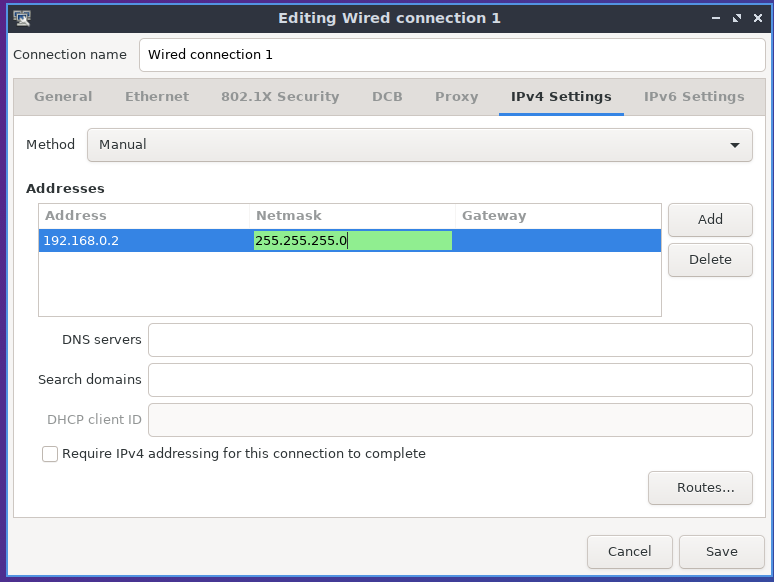 Editing Wired connection 1
Connection name Wired connection 1
General Ethernet 802.1X Security DCB Proxy IPv4 Settings IPv6 Settings
Method Manual
Addresses
Address Netmask Gateway
Add
192.168.0.2 255.255.255.0
Delete
DNS servers
Search domains
DHCP client ID
Require IPv4 addressing for this connection to complete
Routes...
Cancel Save